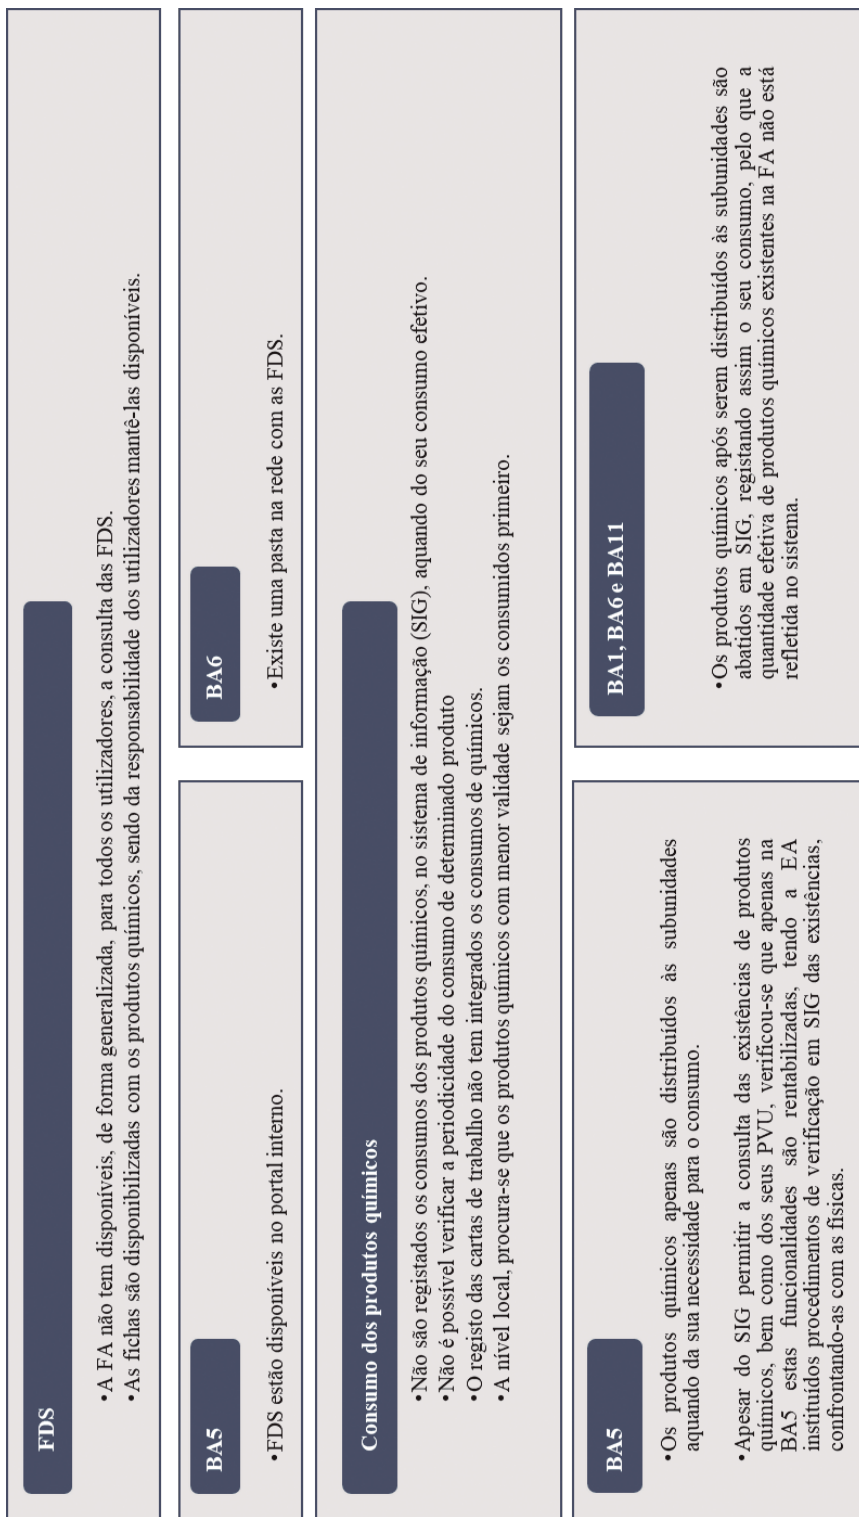 FDS
•A FA não tem disponíveis, de forma generalizada, para todos os utilizadores, a consulta das FDS.
•As fichas são disponibilizadas com os produtos químicos, sendo da responsabilidade dos utilizadores mantê-las disponíveis.
BA5
•FDS estão disponíveis no portal interno.
BA6
•Existe uma pasta na rede com as FDS.
Consumo dos produtos químicos
•Não são registados os consumos dos produtos químicos, no sistema de informação (SIG), aquando do seu consumo efetivo.
•Não é possível verificar a periodicidade do consumo de determinado produto
•O registo das cartas de trabalho não tem integrados os consumos de químicos.
•A nível local, procura-se que os produtos químicos com menor validade sejam os consumidos primeiro.
BA5
•Os produtos químicos apenas são distribuídos às subunidades
aquando da sua necessidade para o consumo.
•Apesar do SIG permitir a consulta das existências de produtos
químicos, bem como dos seus PVU, verificou-se que apenas na
BA5 estas funcionalidades são rentabilizadas, tendo a EA
instituídos procedimentos de verificação em SIG das existências,
confrontando-as com as físicas.
BA1, BA6 e BA11
•Os produtos químicos após serem distribuídos às subunidades são
abatidos em SIG, registando assim o seu consumo, pelo que a
quantidade efetiva de produtos químicos existentes na FA não está
refletida no sistema.